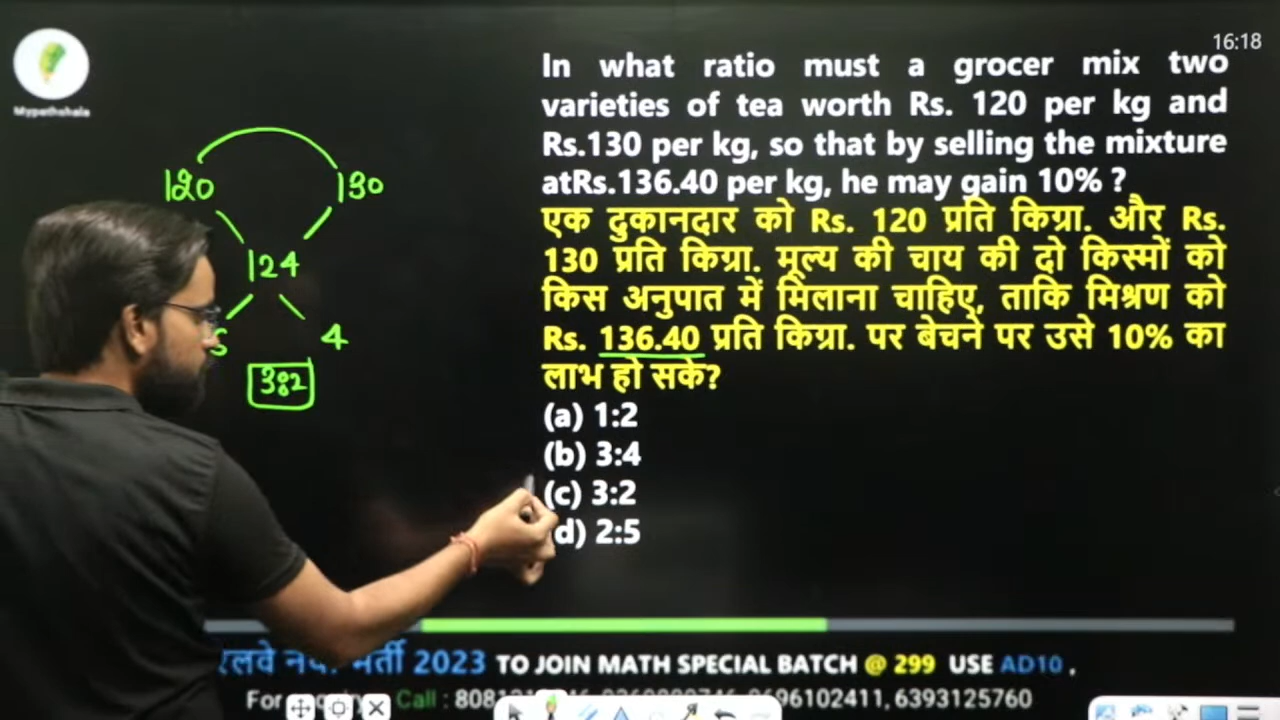 16:18
Mypathshala
In what ratio must a grocer mix two
varieties of tea worth Rs. 120 per kg and
Rs.130 per kg, so that by selling the mixture
atRs.136.40 per kg, he may gain 10% ?
एक दुकानदार को Rs. 120 प्रति किग्रा. और Rs.
130 प्रति किग्रा. मूल्य की चाय की दो किस्मों को
किस अनुपात में मिलाना चाहिए, ताकि मिश्रण को
Rs. 136.40 प्रति किग्रा. पर बेचने पर उसे 10% का
लाभ हो सके?
(a) 1:2
(b) 3:4
(c) 3:2
d) 2:5
120 130
124
4
3:2
भर्ती 2023 TO JOIN MATH SPECIAL BATCH @ 299 USE AD10 .
For Call : 6393125760